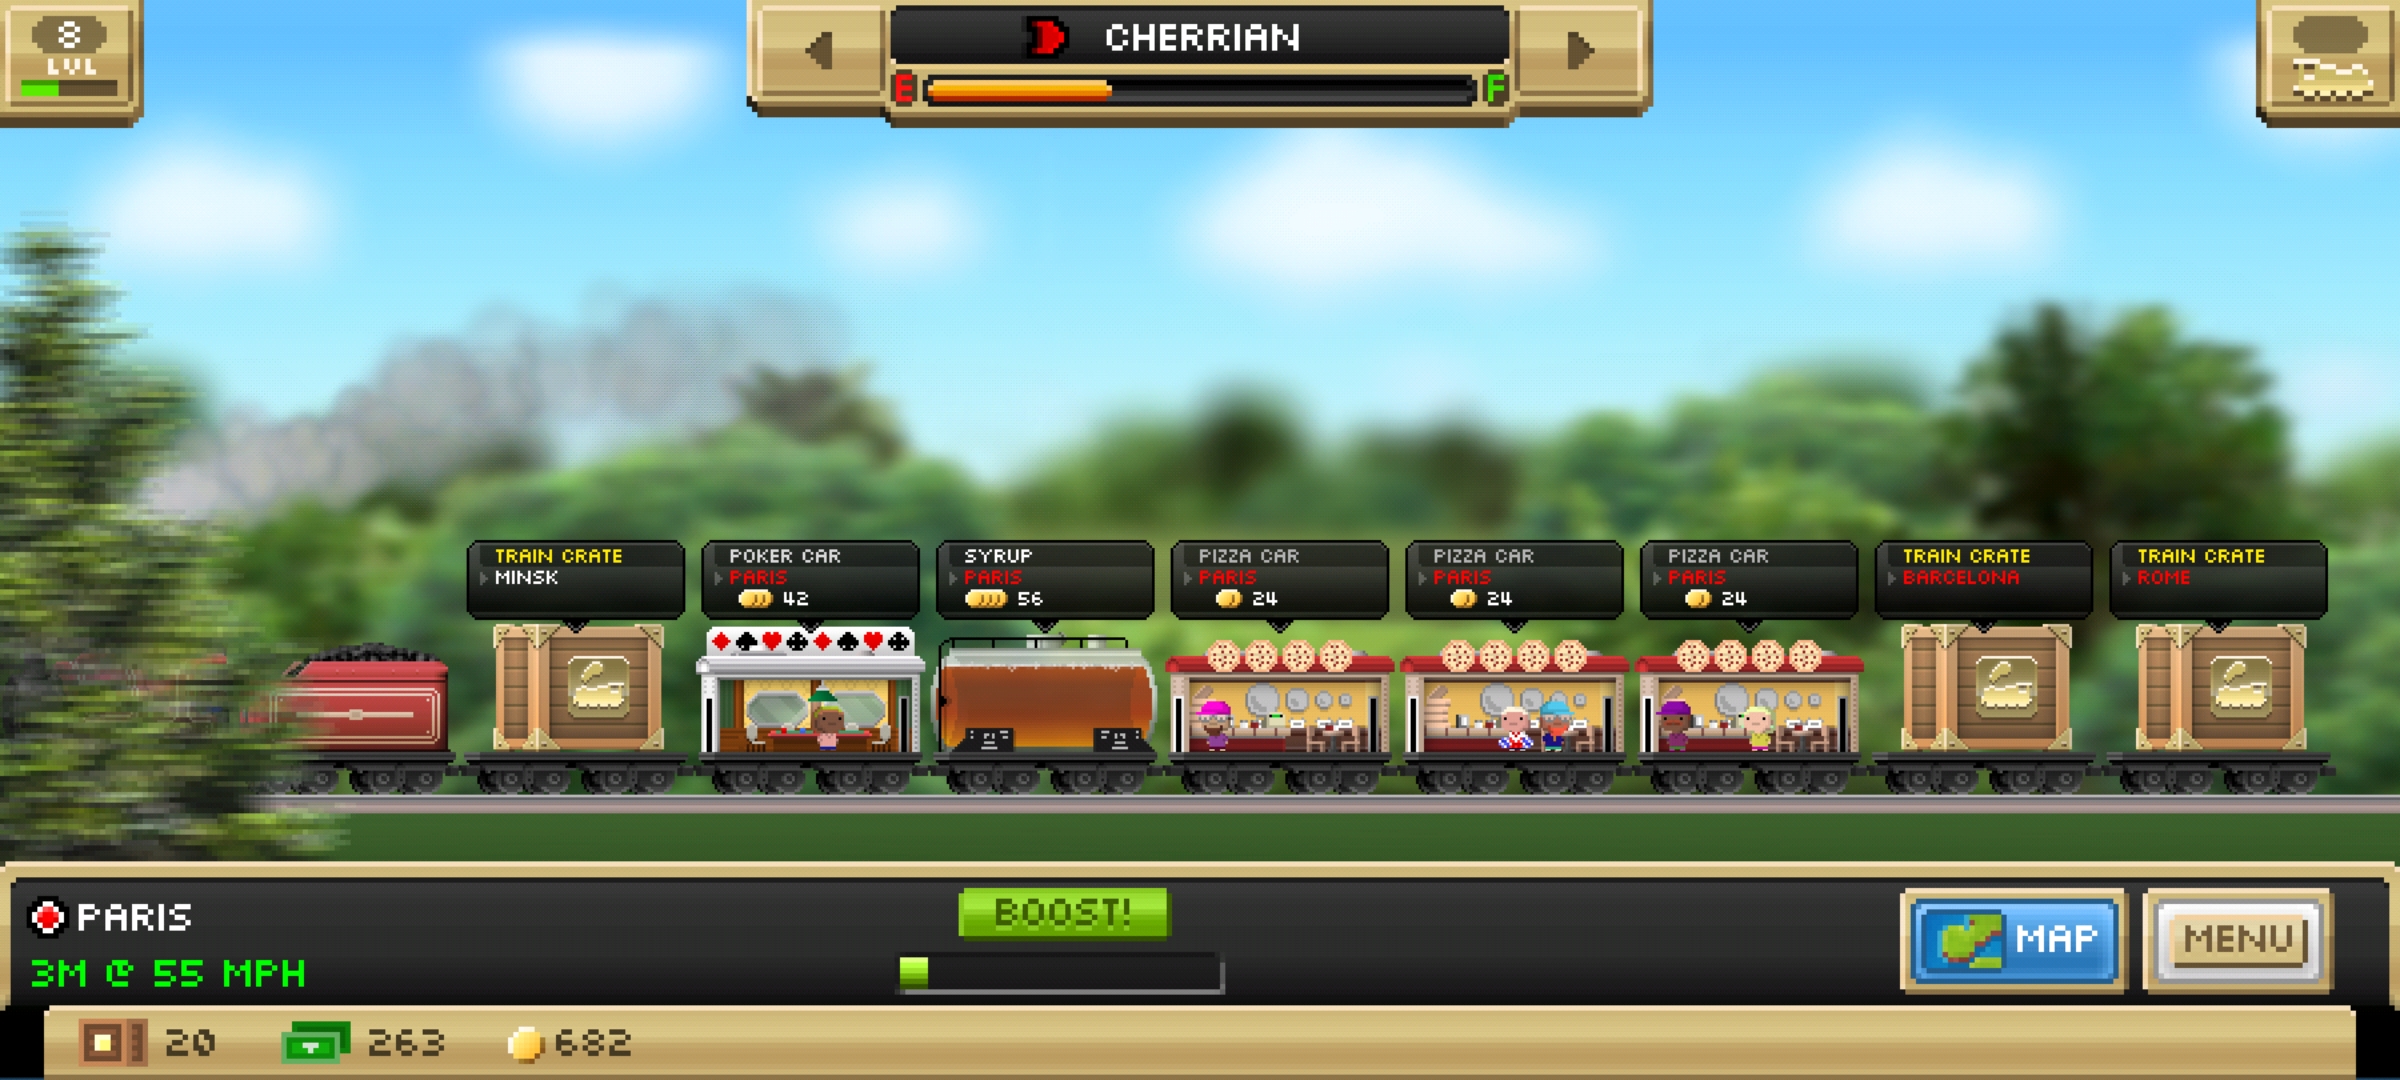 8
LVL
CHERRIAN
E F
TRAIN CRATE
MINSK
POKER CAR
PARIS
42
SYRUP
PARIS
56
PIZZA CAR
PARIS
24
PIZZA CAR
PARIS
24
PIZZA CAR
PARIS
24
TRAIN CRATE
BARCELONA
TRAIN CRATE
ROME
PARIS
3M @ 55 MPH
BOOST!
MAP
MENU
20 263 682